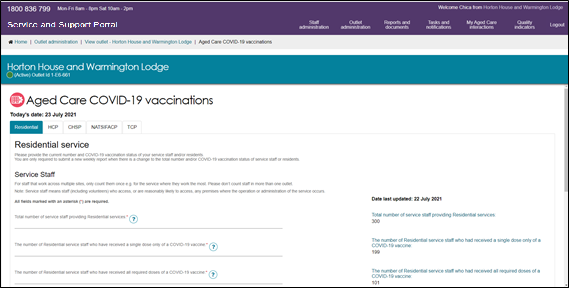 1800 836 799 Mon-Fri 8am - 8pm Sat 10am - 2pm
Welcome Chica from Horton House and Warmington Lodge
Service and Support Portal
Staff administration
Outlet administration
Reports and documents
Tasks and notifications
My Aged Care interactions
Quality indicators
Logout
Home | Outlet administration | View outlet - Horton House and Warmington Lodge | Aged Care COVID-19 vaccinations
Horton House and Warmington Lodge
(Active) Outlet Id 1-E6-661
Aged Care COVID-19 vaccinations
Today's date: 23 July 2021
Residential HCP CHSP NATSIFACP TCP
Residential service
Please provide the current number and COVID-19 vaccination status of your service staff and/or residents.
You are only required to submit a new weekly report when there is a change to the total number and/or COVID-19 vaccination status of service staff or residents.
Service Staff
For staff that work across multiple sites, only count them once e.g. for the service where they work the most. Please don't count staff in more than one outlet.
Note: Service staff means staff (including volunteers) who access, or are reasonably likely to access, any premises where the operation or administration of the service occurs.
All fields marked with an asterisk (*) are required.
Total number of service staff providing Residential services * ?
The number of Residential service staff who have received a single dose only of a COVID-19 vaccine * ?
The number of Residential service staff who have received all required doses of a COVID-19 vaccine * ?
Date last updated: 22 July 2021
Total number of service staff providing Residential services
300
The number of Residential service staff who had received a single dose only of a COVID-19 vaccine
199
The number of Residential service staff who had received all required doses of a COVID-19 vaccine
101